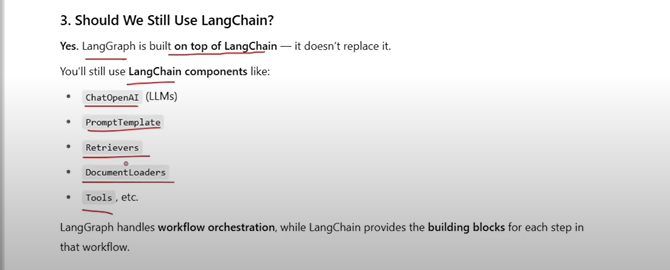 3. Should We Still Use LangChain?
Yes. LangGraph is built on top of LangChain — it doesn't replace it.
You'll still use LangChain components like:
• ChatOpenAI (LLMs)
• PromptTemplate
• Retrievers
• DocumentLoaders
• Tools, etc.
LangGraph handles workflow orchestration, while LangChain provides the building blocks for each step in
that workflow.